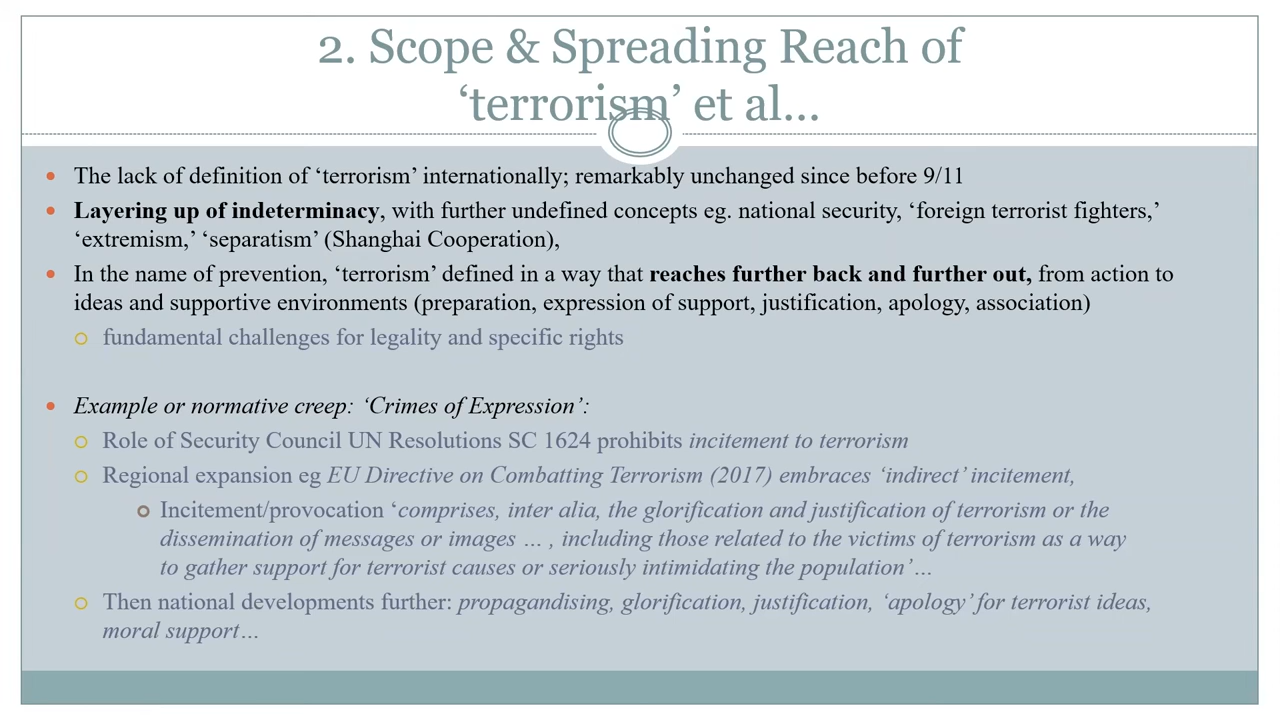 2. Scope & Spreading Reach of
‘terrorism’ et al…
The lack of definition of ‘terrorism’ internationally; remarkably unchanged since before 9/11
Layering up of indeterminacy, with further undefined concepts eg. national security, ‘foreign terrorist fighters,’
‘extremism,’ ‘separatism’ (Shanghai Cooperation),
In the name of prevention, ‘terrorism’ defined in a way that reaches further back and further out, from action to
ideas and supportive environments (preparation, expression of support, justification, apology, association)
fundamental challenges for legality and specific rights
Example or normative creep: ‘Crimes of Expression’:
Role of Security Council UN Resolutions SC 1624 prohibits incitement to terrorism
Regional expansion eg EU Directive on Combatting Terrorism (2017) embraces ‘indirect’ incitement,
Incitement/provocation ‘comprises, inter alia, the glorification and justification of terrorism or the
dissemination of messages or images … , including those related to the victims of terrorism as a way
to gather support for terrorist causes or seriously intimidating the population’…
Then national developments further: propagandising, glorification, justification, ‘apology’ for terrorist ideas,
moral support…